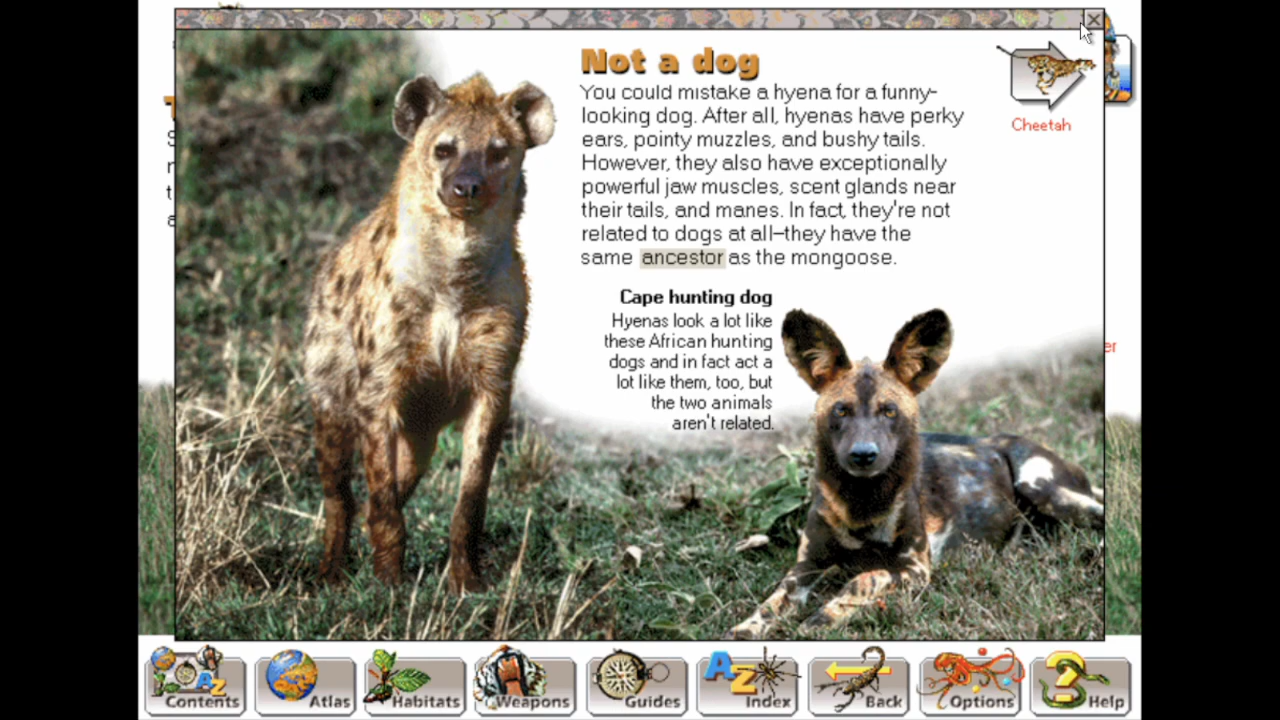 Not a dog
You could mistake a hyena for a funny-
looking dog. After all, hyenas have perky
ears, pointy muzzles, and bushy tails.
However, they also have exceptionally
powerful jaw muscles, scent glands near
their tails, and manes. In fact, they're not
related to dogs at all–they have the
same ancestor as the mongoose.
Cheetah
Cape hunting dog
Hyenas look a lot like
these African hunting
dogs and in fact act a
lot like them, too, but
the two animals
aren't related.
Contents
Atlas
Habitats
Weapons
Guides
AZ Index
Back
Options
? Help